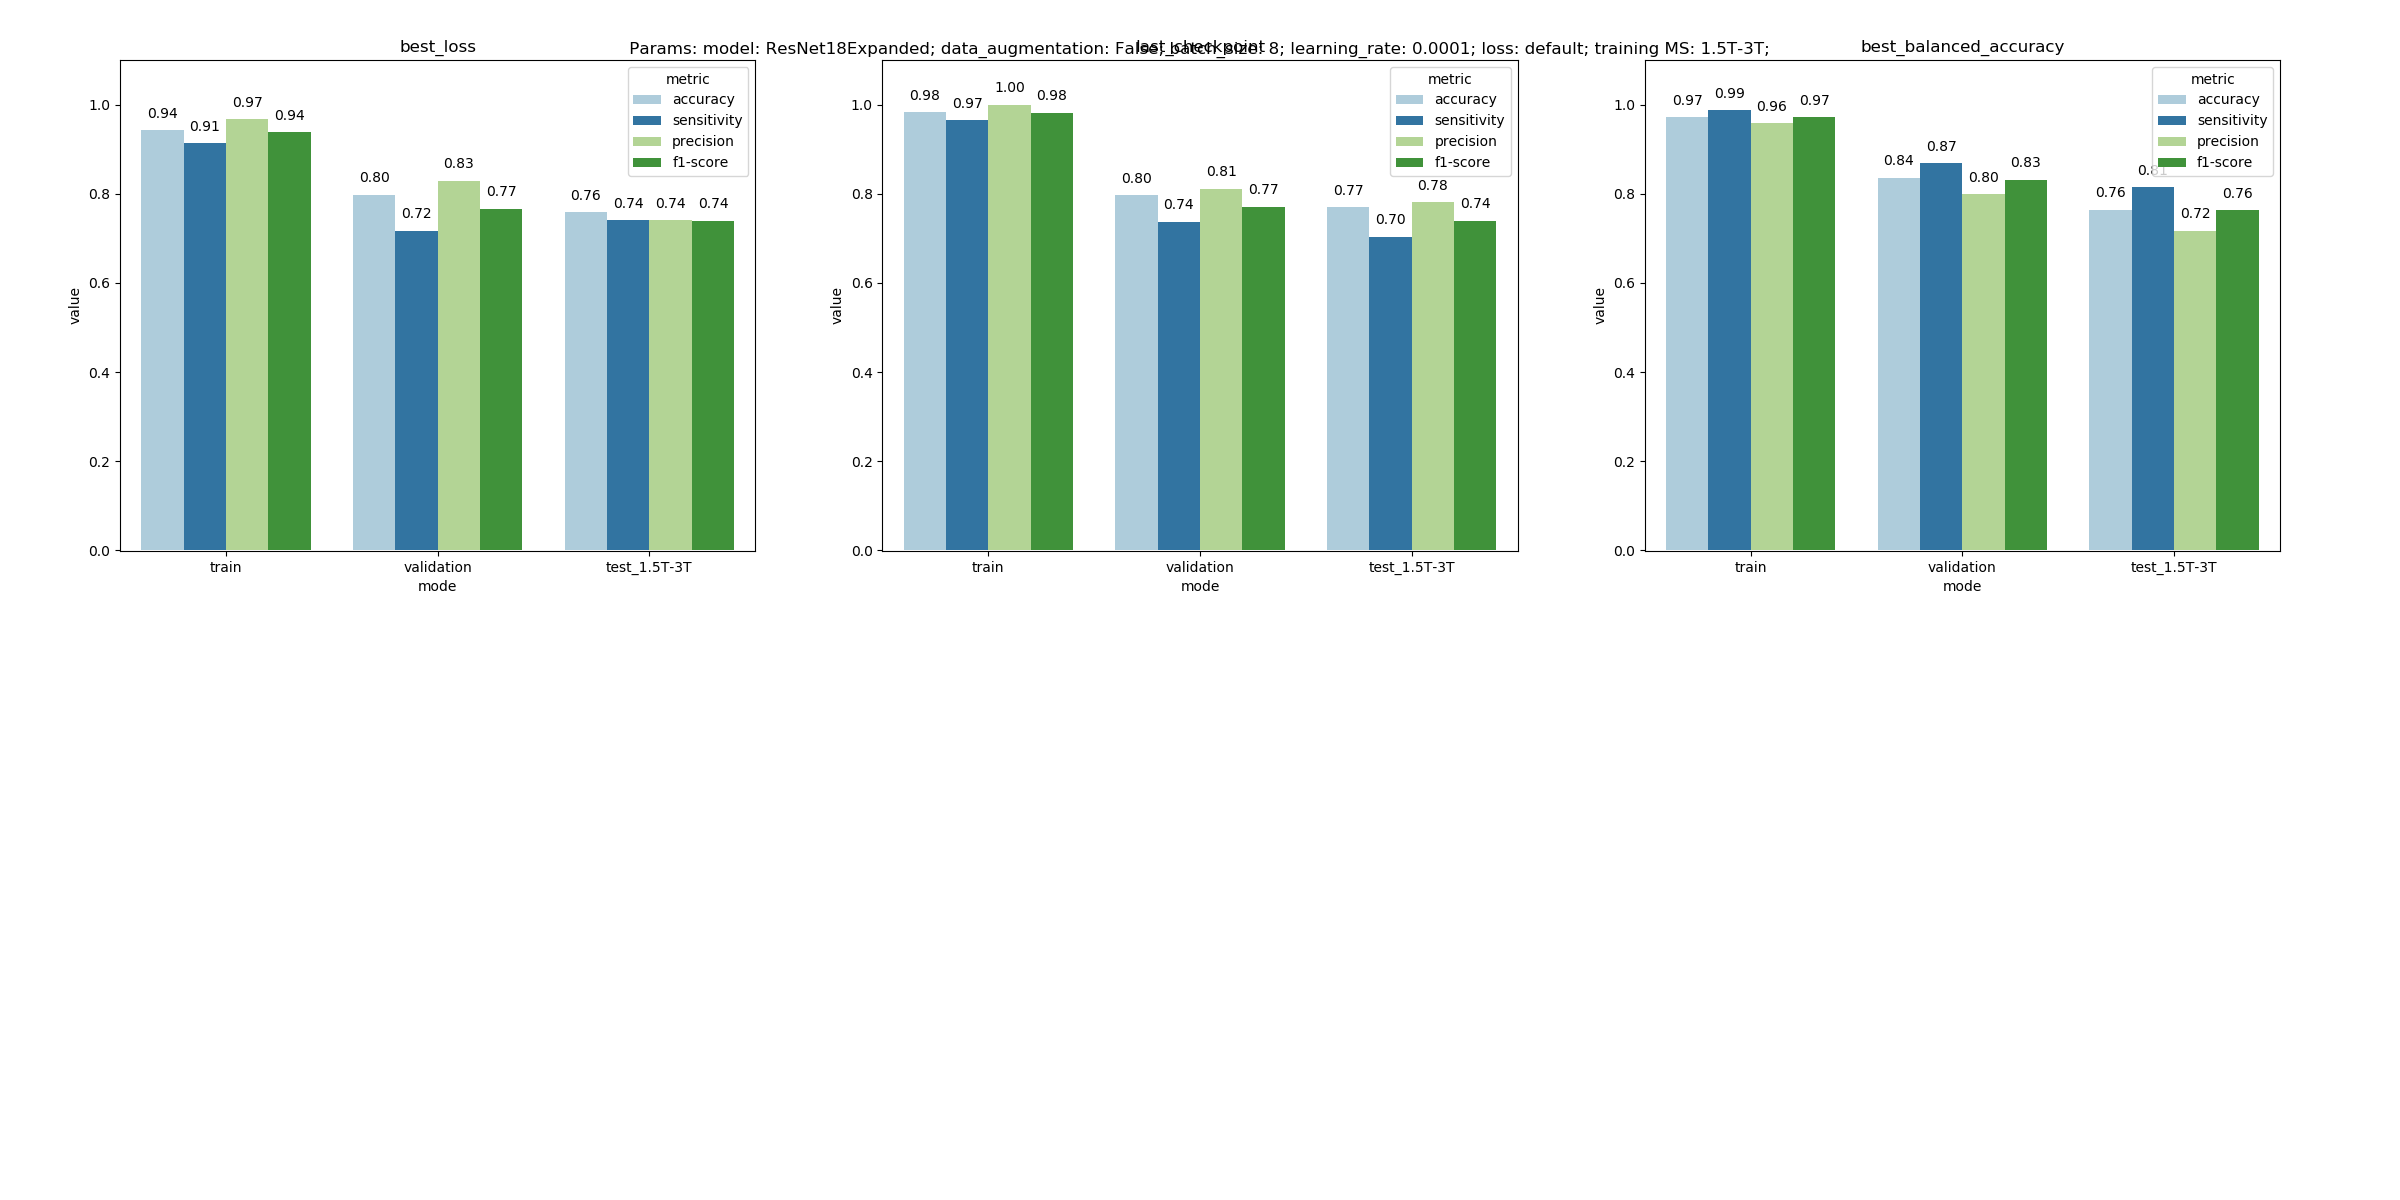 Params: model: ResNet18Expanded; data_augmentation: False; batch size: 8; learning_rate: 0.0001; loss: default; training MS: 1.5T-3T;
best_loss
metric
accuracy
sensitivity
precision
f1-score
0.94 0.91 0.97 0.94
0.80 0.72 0.83 0.77
0.76 0.74 0.74 0.74
1.0
0.8
0.6
0.4
0.2
0.0
value
train validation test_1.5T-3T
mode
last_checkpoint
metric
accuracy
sensitivity
precision
f1-score
0.98 0.97 1.00 0.98
0.80 0.74 0.81 0.77
0.77 0.70 0.78 0.74
1.0
0.8
0.6
0.4
0.2
0.0
value
train validation test_1.5T-3T
mode
best_balanced_accuracy
metric
accuracy
sensitivity
precision
f1-score
0.97 0.99 0.96 0.97
0.84 0.87 0.80 0.83
0.76 0.81 0.72 0.76
1.0
0.8
0.6
0.4
0.2
0.0
value
train validation test_1.5T-3T
mode